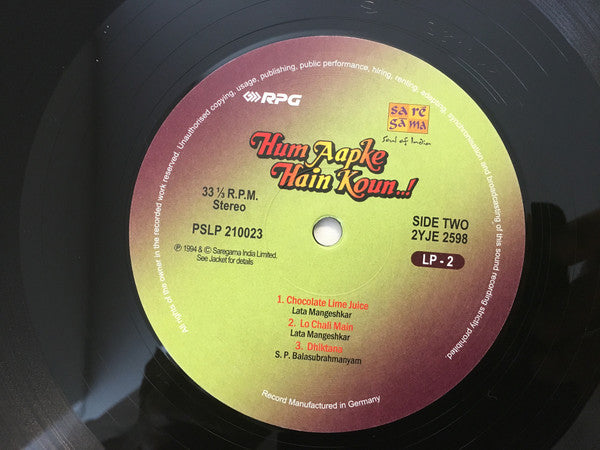 All rights of the owner in the recorded work reserved. Unauthorised copying, usage, publishing, public performance, hiring, renting, adapting, synchronisation and broadcasting of this sound recording strictly prohibited.
RPG
sa rē
gā ma
Soul of India
Hum Aapke
Hain Koun..!
33 ⅓ R.P.M.
Stereo
PSLP 210023
℗ 1994 & © Saregama India Limited.
See Jacket for details
SIDE TWO
2YJE 2598
LP - 2
1. Chocolate Lime Juice
Lata Mangeshkar
2. Lo Chali Main
Lata Mangeshkar
3. Dhiktana
S. P. Balasubrahmanyam
Record Manufactured in Germany